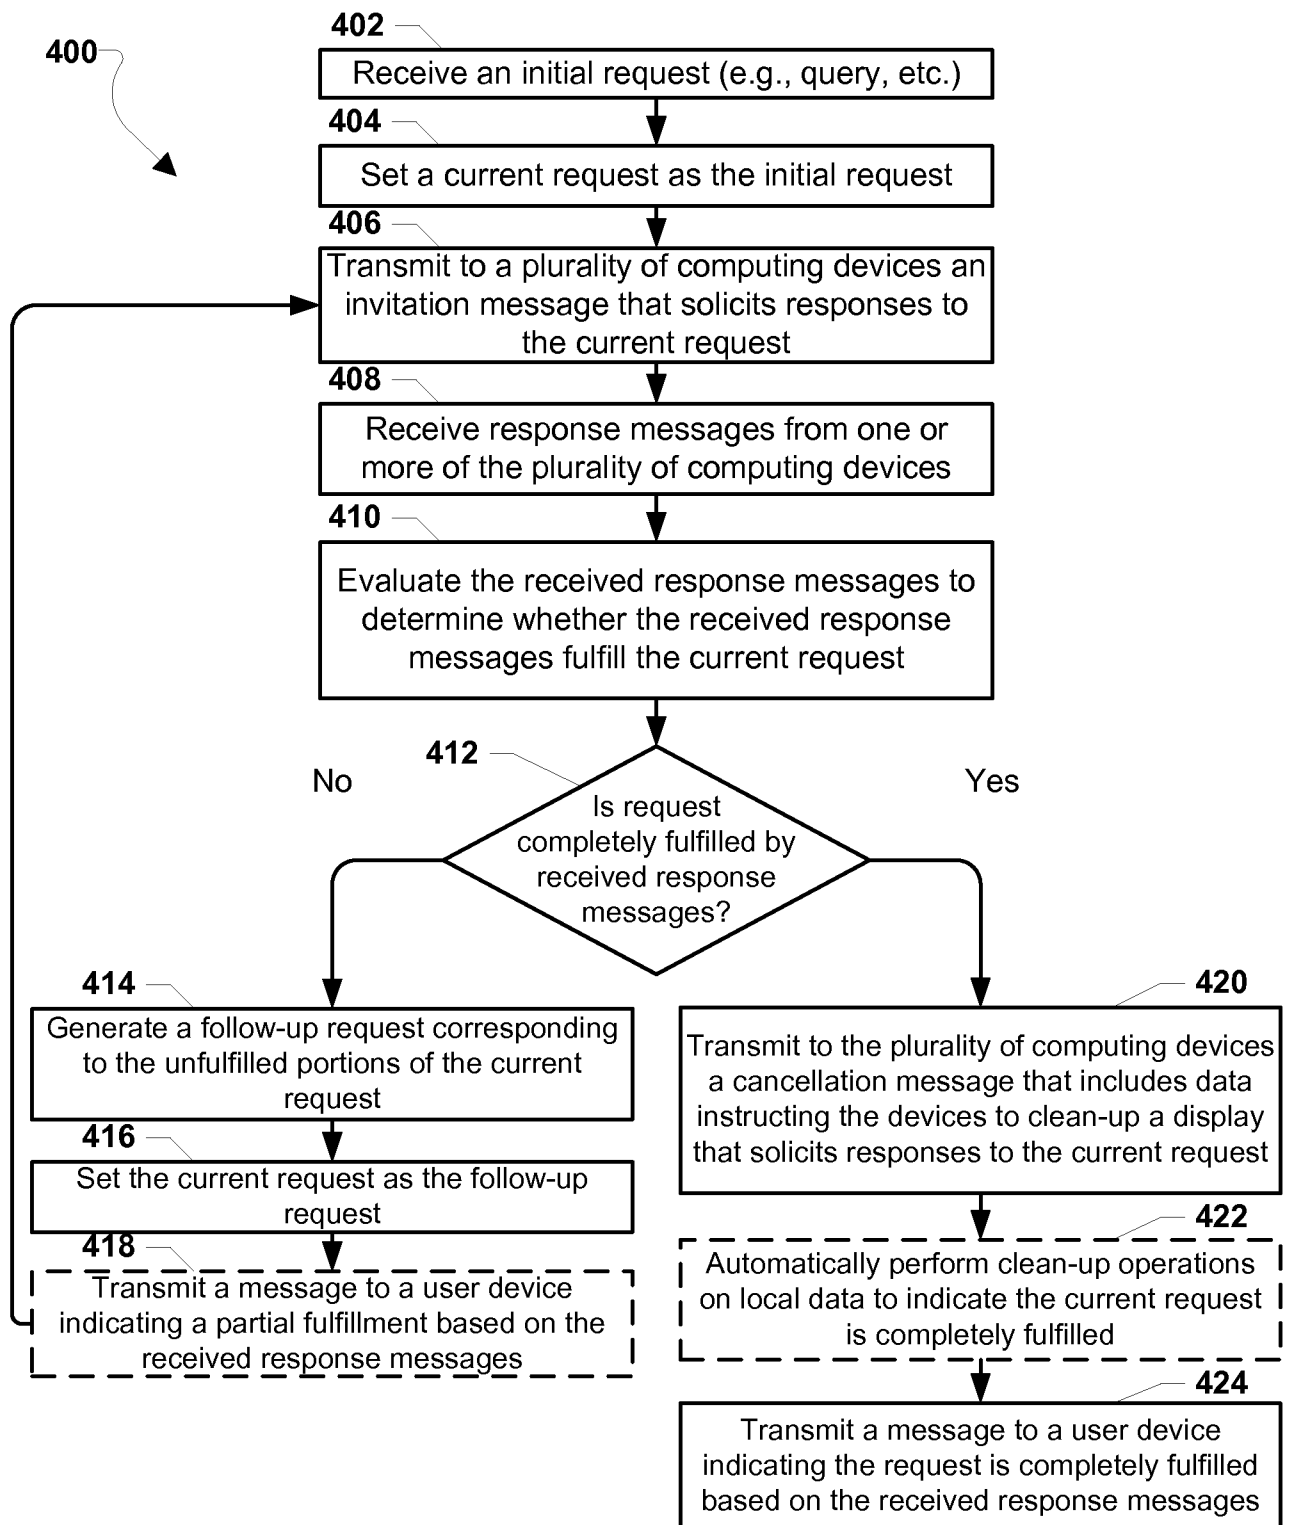 400
402
Receive an initial request (e.g., query, etc.)
404
Set a current request as the initial request
406
Transmit to a plurality of computing devices an
invitation message that solicits responses to
the current request
408
Receive response messages from one or
more of the plurality of computing devices
410
Evaluate the received response messages to
determine whether the received response
messages fulfill the current request
412
No
Yes
Is request
completely fulfilled by
received response
messages?
414
Generate a follow-up request corresponding
to the unfulfilled portions of the current
request
416
Set the current request as the follow-up
request
418
Transmit a message to a user device
indicating a partial fulfillment based on the
received response messages
420
Transmit to the plurality of computing devices
a cancellation message that includes data
instructing the devices to clean-up a display
that solicits responses to the current request
422
Automatically perform clean-up operations
on local data to indicate the current request
is completely fulfilled
424
Transmit a message to a user device
indicating the request is completely fulfilled
based on the received response messages